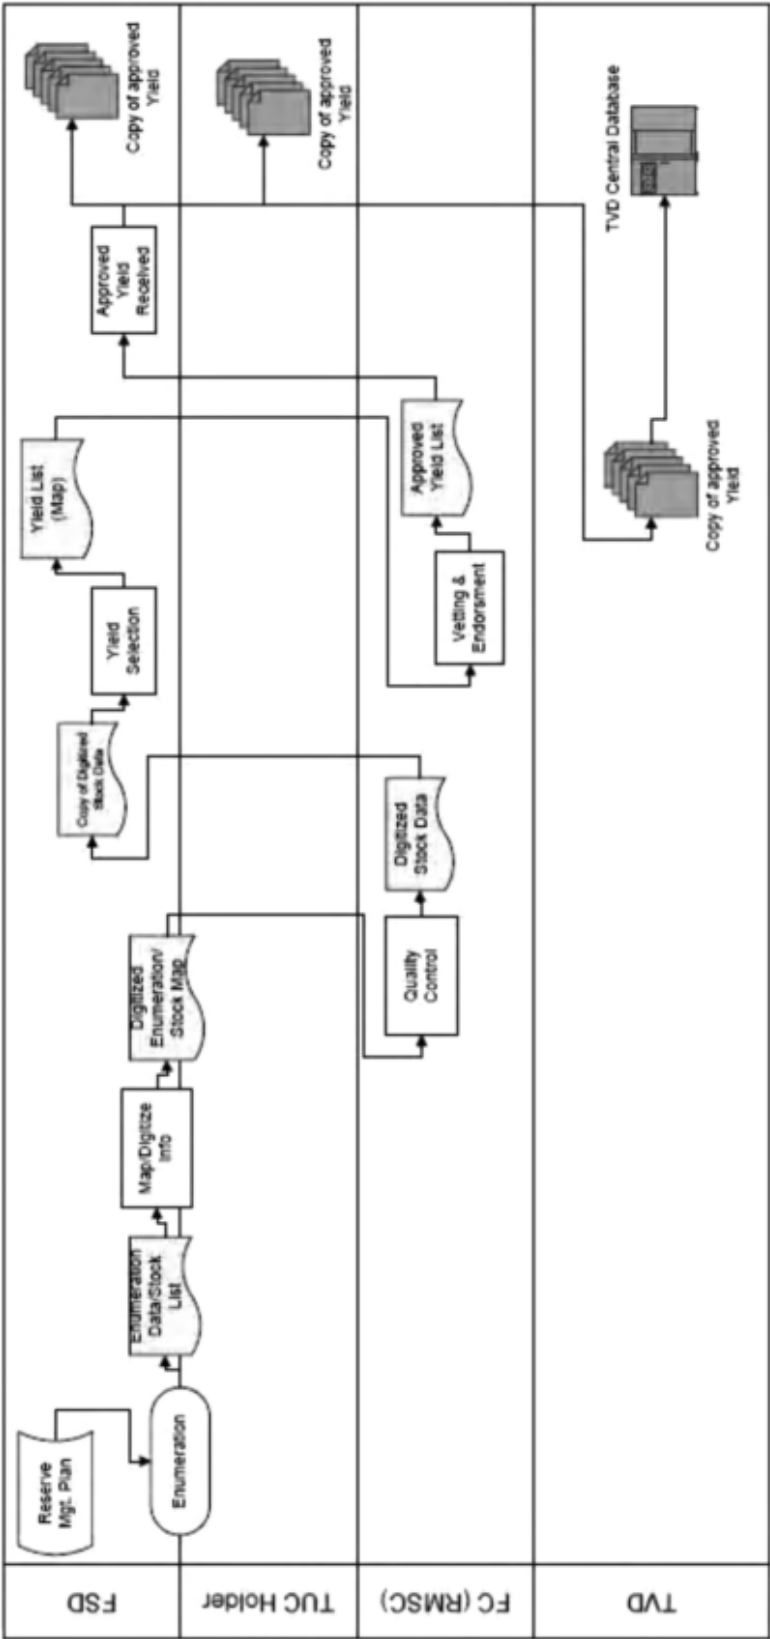 FSD
TUC Holder
FC (RMSC)
TVD
Reserve
Mgt. Plan
Enumeration
Enumeration
Data/Stock
List
Map/Digitize
Info
Digitized
Enumeration/
Stock Map
Quality
Control
Digitized
Stock Data
Copy of Digitized
Stock Data
Yield
Selection
Yield List
(Map)
Vetting &
Endorsment
Approved
Yield List
Approved
Yield
Received
Copy of approved
Yield
Copy of approved
Yield
Copy of approved
Yield
TVD Central Database